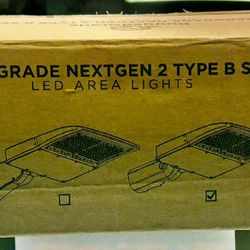 GRADE NEXTGEN 2 TYPE B S
LED AREA LIGHTS